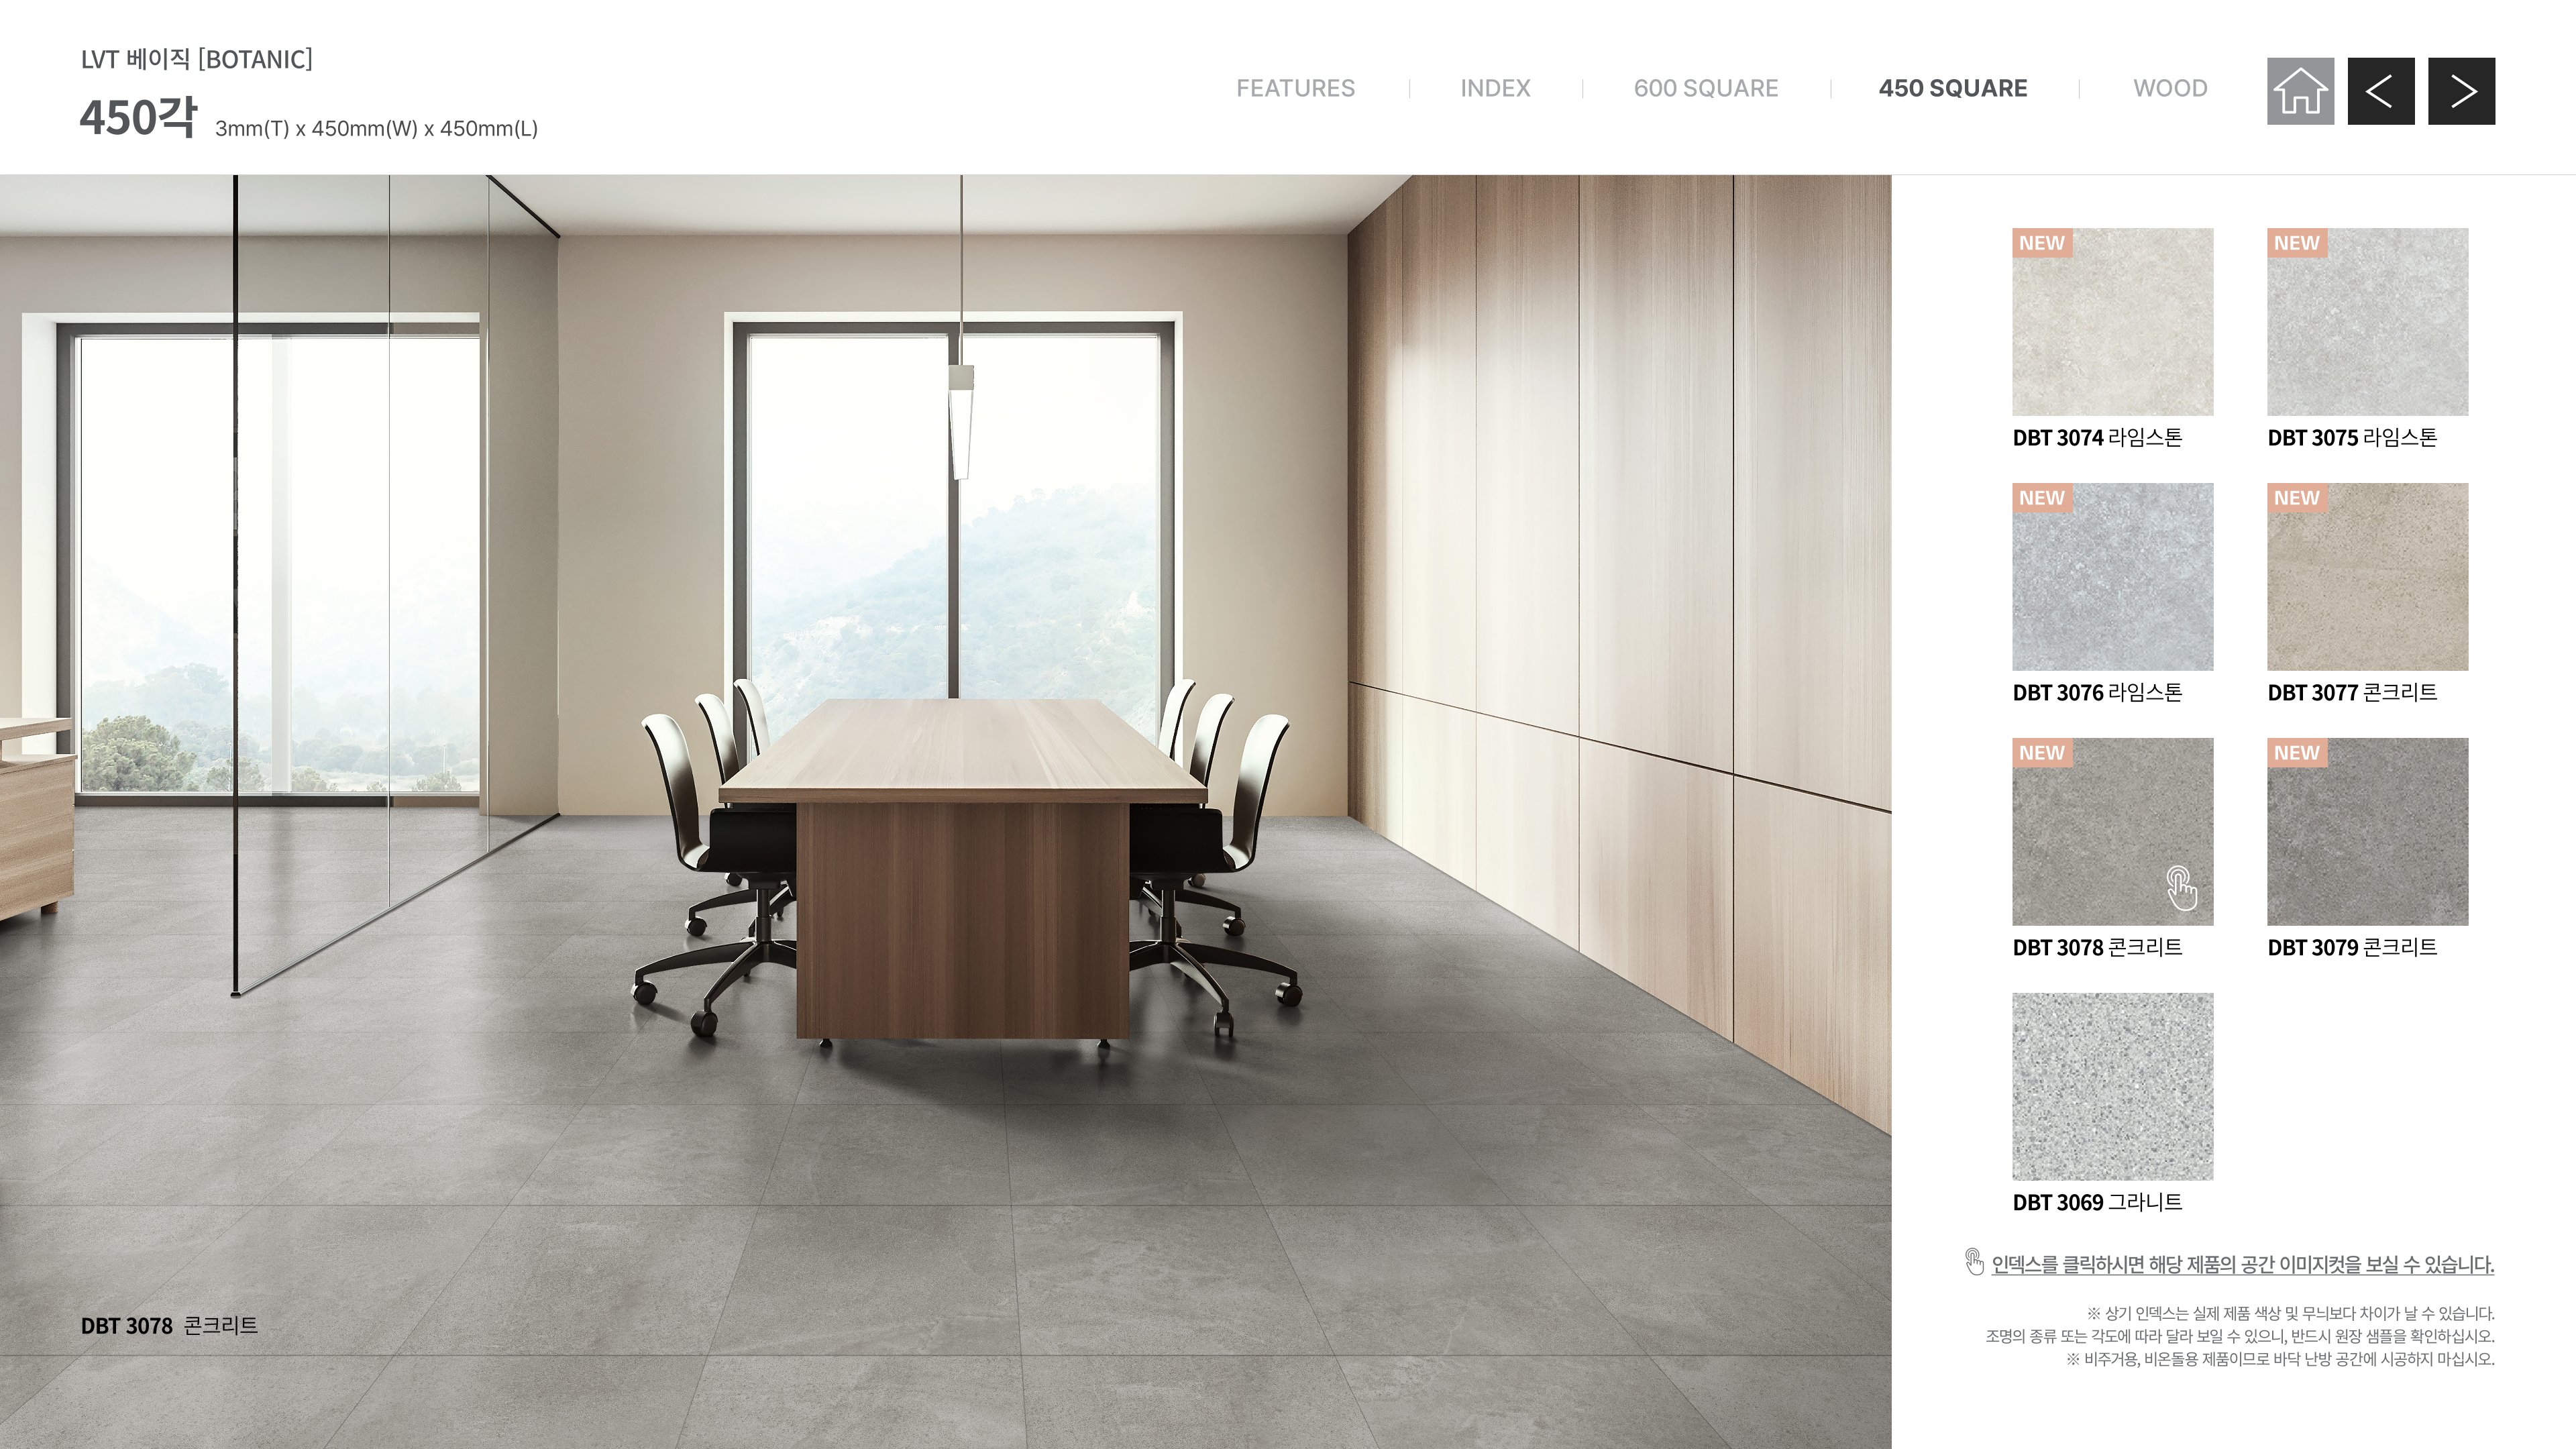 LVT 베이직 [BOTANIC]
450각 3mm(T) x 450mm(W) x 450mm(L)
FEATURES
INDEX
600 SQUARE
450 SQUARE
WOOD
NEW
NEW
DBT 3074 라임스톤
DBT 3075 라임스톤
NEW
NEW
DBT 3076 라임스톤
DBT 3077 콘크리트
NEW
NEW
DBT 3078 콘크리트
DBT 3079 콘크리트
DBT 3069 그라니트
인덱스를 클릭하시면 해당 제품의 공간 이미지컷을 보실 수 있습니다.
※ 상기 인덱스는 실제 제품 색상 및 무늬보다 차이가 날 수 있습니다.
조명의 종류 또는 각도에 따라 달라 보일 수 있으니, 반드시 원장 샘플을 확인하십시오.
※ 비주거용, 비온돌용 제품이므로 바닥 난방 공간에 시공하지 마십시오.
DBT 3078 콘크리트